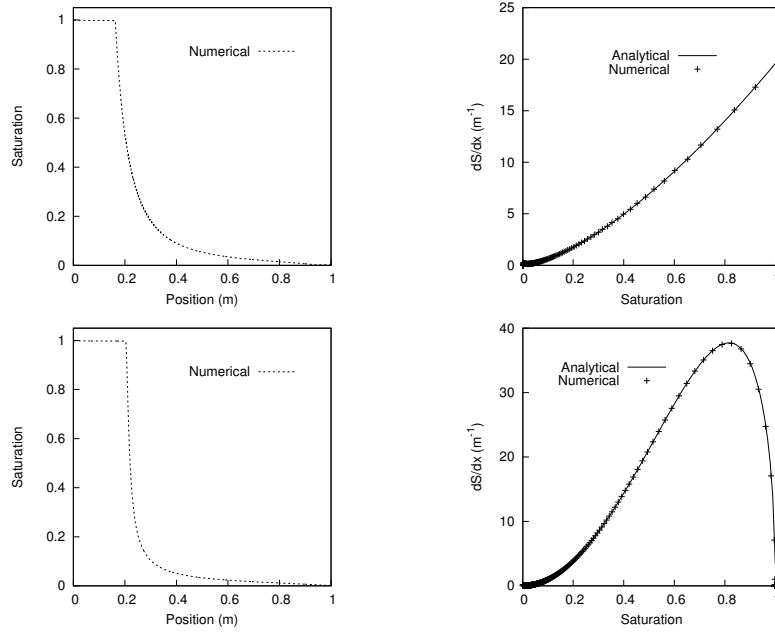 1
0.8
0.6
0.4
0.2
0
0 0.2 0.4 0.6 0.8 1
Saturation
Position (m)
Numerical
25
20
15
10
5
0
0 0.2 0.4 0.6 0.8 1
dS/dx (m⁻¹)
Saturation
Analytical
Numerical
1
0.8
0.6
0.4
0.2
0
0 0.2 0.4 0.6 0.8 1
Saturation
Position (m)
Numerical
40
30
20
10
0
0 0.2 0.4 0.6 0.8 1
dS/dx (m⁻¹)
Saturation
Analytical
Numerical